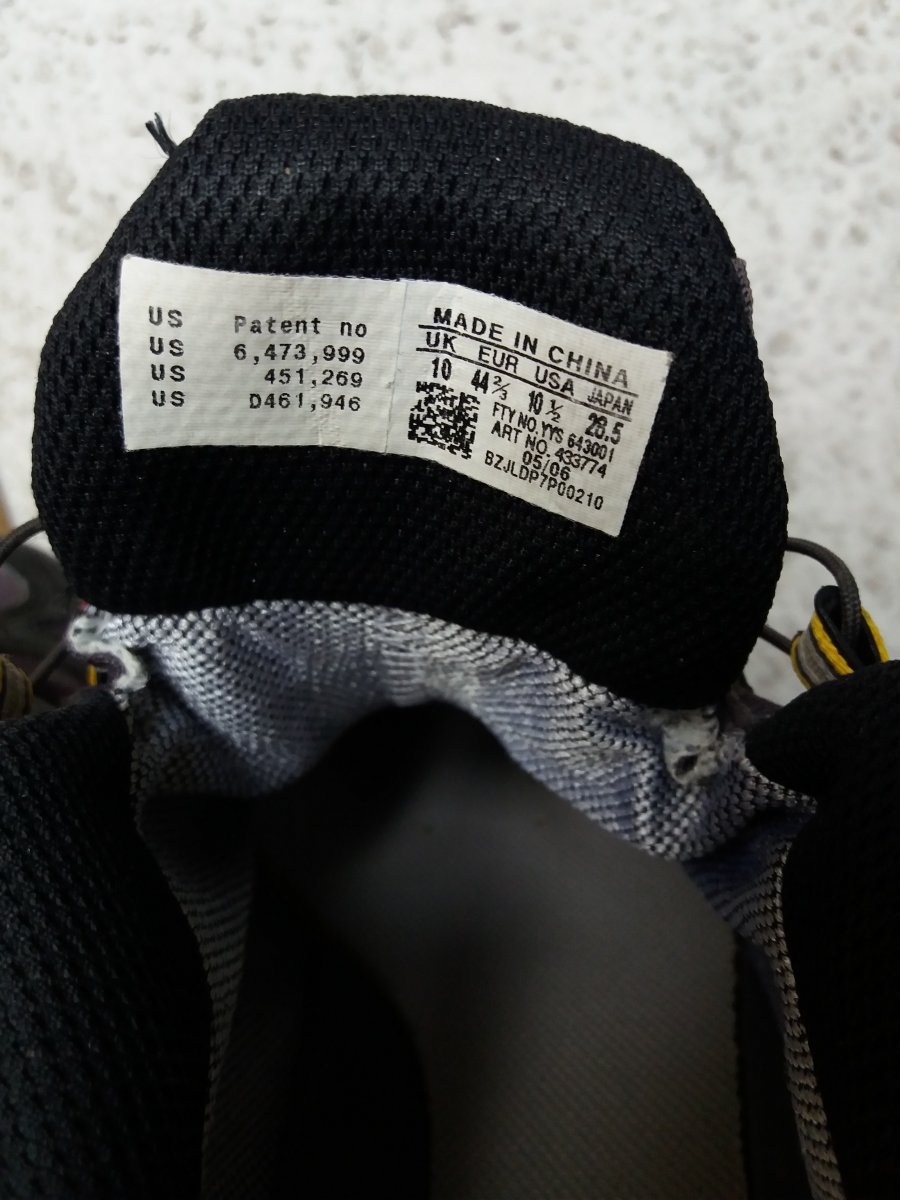 US Patent no
US 6,473,999
US 451,269
US D461,946
MADE IN CHINA
UK EUR USA JAPAN
10 44⅔ 10½ 28.5
FTY NO. YYS 643001
ART NO. 433774
05/06
BZJLDP7P00210